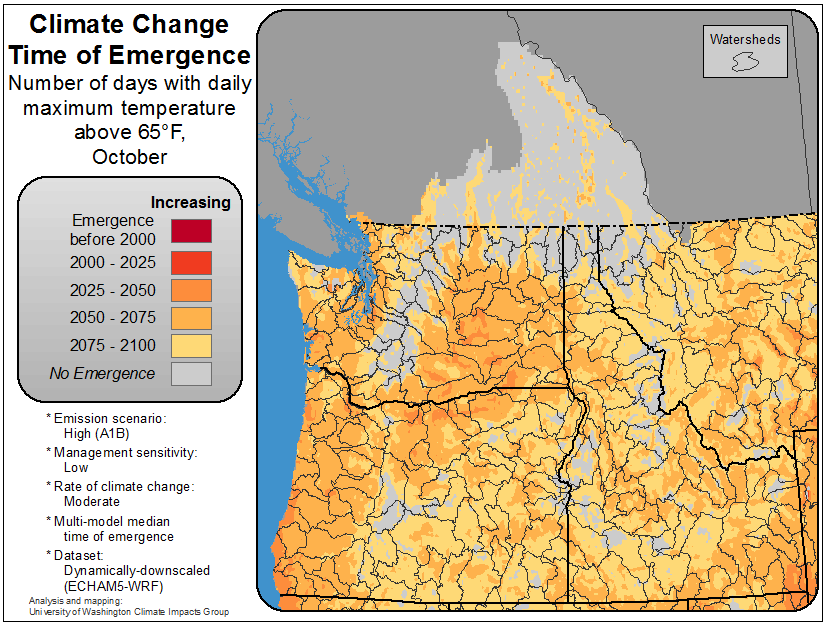 Climate Change
Time of Emergence
Number of days with daily
maximum temperature
above 65°F,
October
Increasing
Emergence
before 2000
2000 - 2025
2025 - 2050
2050 - 2075
2075 - 2100
No Emergence
* Emission scenario:
High (A1B)
* Management sensitivity:
Low
* Rate of climate change:
Moderate
* Multi-model median
time of emergence
* Dataset:
Dynamically-downscaled
(ECHAM5-WRF)
Analysis and mapping:
University of Washington Climate Impacts Group
Watersheds